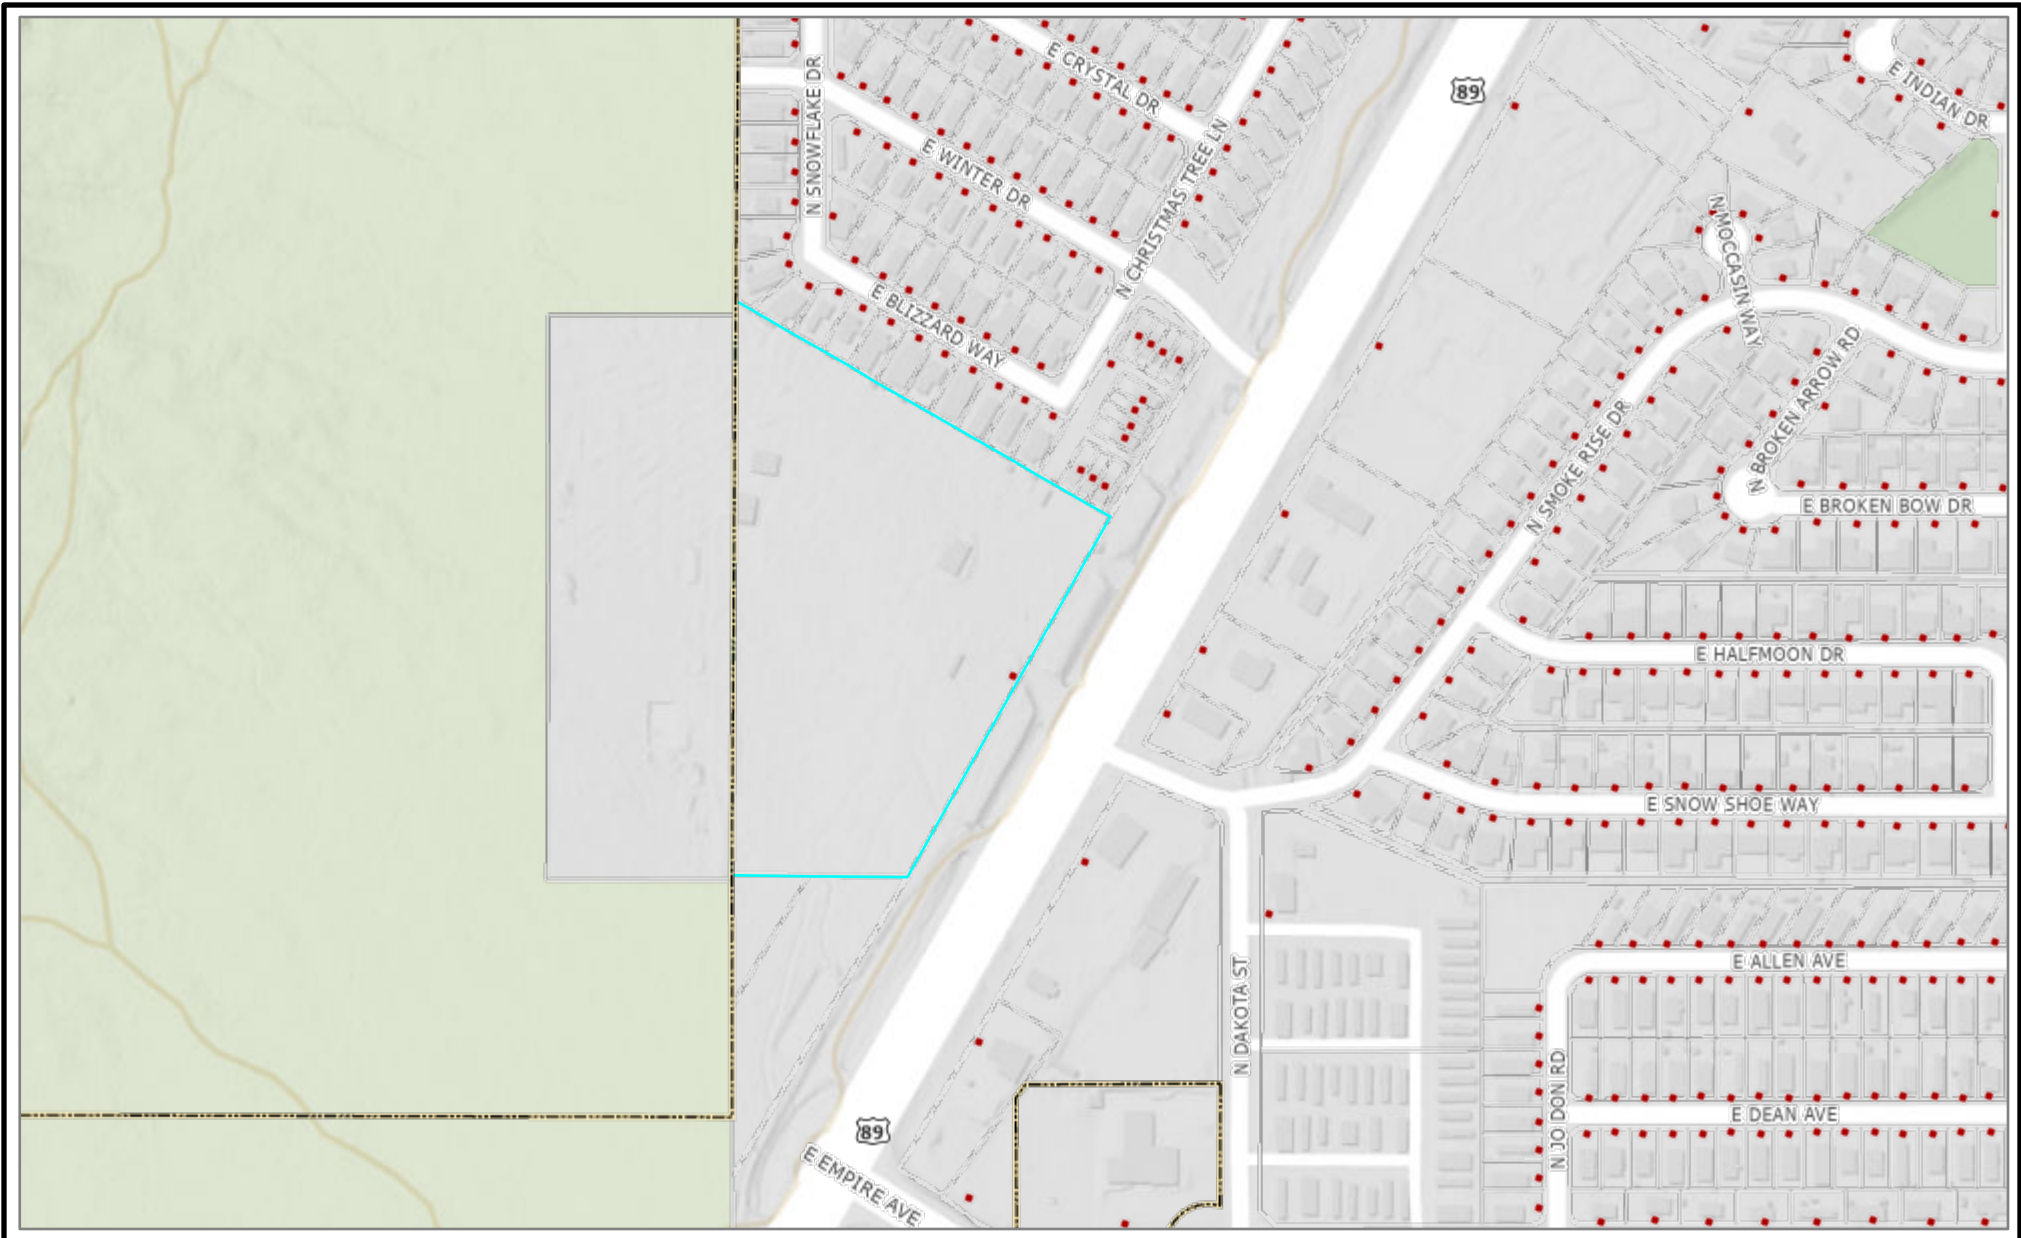 E CRYSTAL DR
N SNOWFLAKE DR
89
E INDIAN DR
E WINTER DR
N CHRISTMAS TREE LN
N MOCCASIN WAY
E BLIZZARD WAY
N BROKEN ARROW RD
N SMOKE RISE DR
E BROKEN BOW DR
E HALFMOON DR
E SNOW SHOE WAY
E ALLEN AVE
N DAKOTA ST
N JO DON RD
E DEAN AVE
89
E EMPIRE AVE